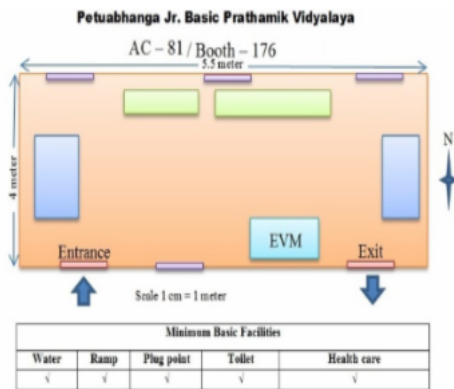 Petuabhanga Jr. Basic Prathamik Vidyalaya
AC – 81/Booth – 176
5.5 meter
4 meter
N
EVM
Entrance
Exit
Scale 1 cm = 1 meter
Minimum Basic Facilities
Water Ramp Plug point Toilet Health care
√ √ √ √ √